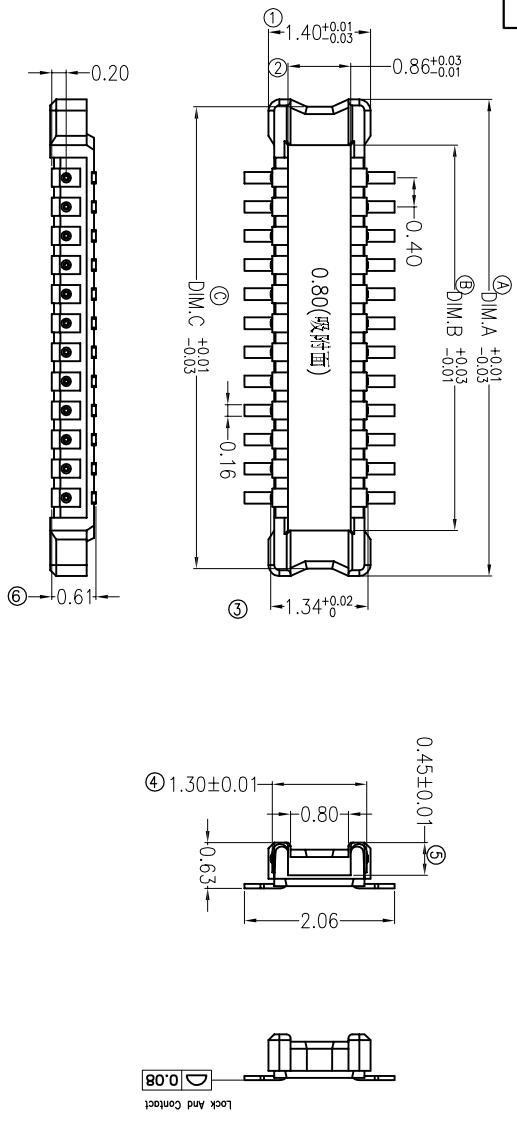 ① 1.40 +0.01 -0.03
② 0.86 +0.03 -0.01
0.20
0.40
Ⓐ DIM.A +0.01 -0.03
Ⓑ DIM.B +0.03 -0.01
Ⓒ DIM.C +0.01 -0.03
0.80(吸附面)
0.16
⑥ 0.61
③ 1.34 +0.02 0
④ 1.30±0.01
0.45±0.01 ⑤
0.80
0.63
2.06
0.08
Lock And Contact